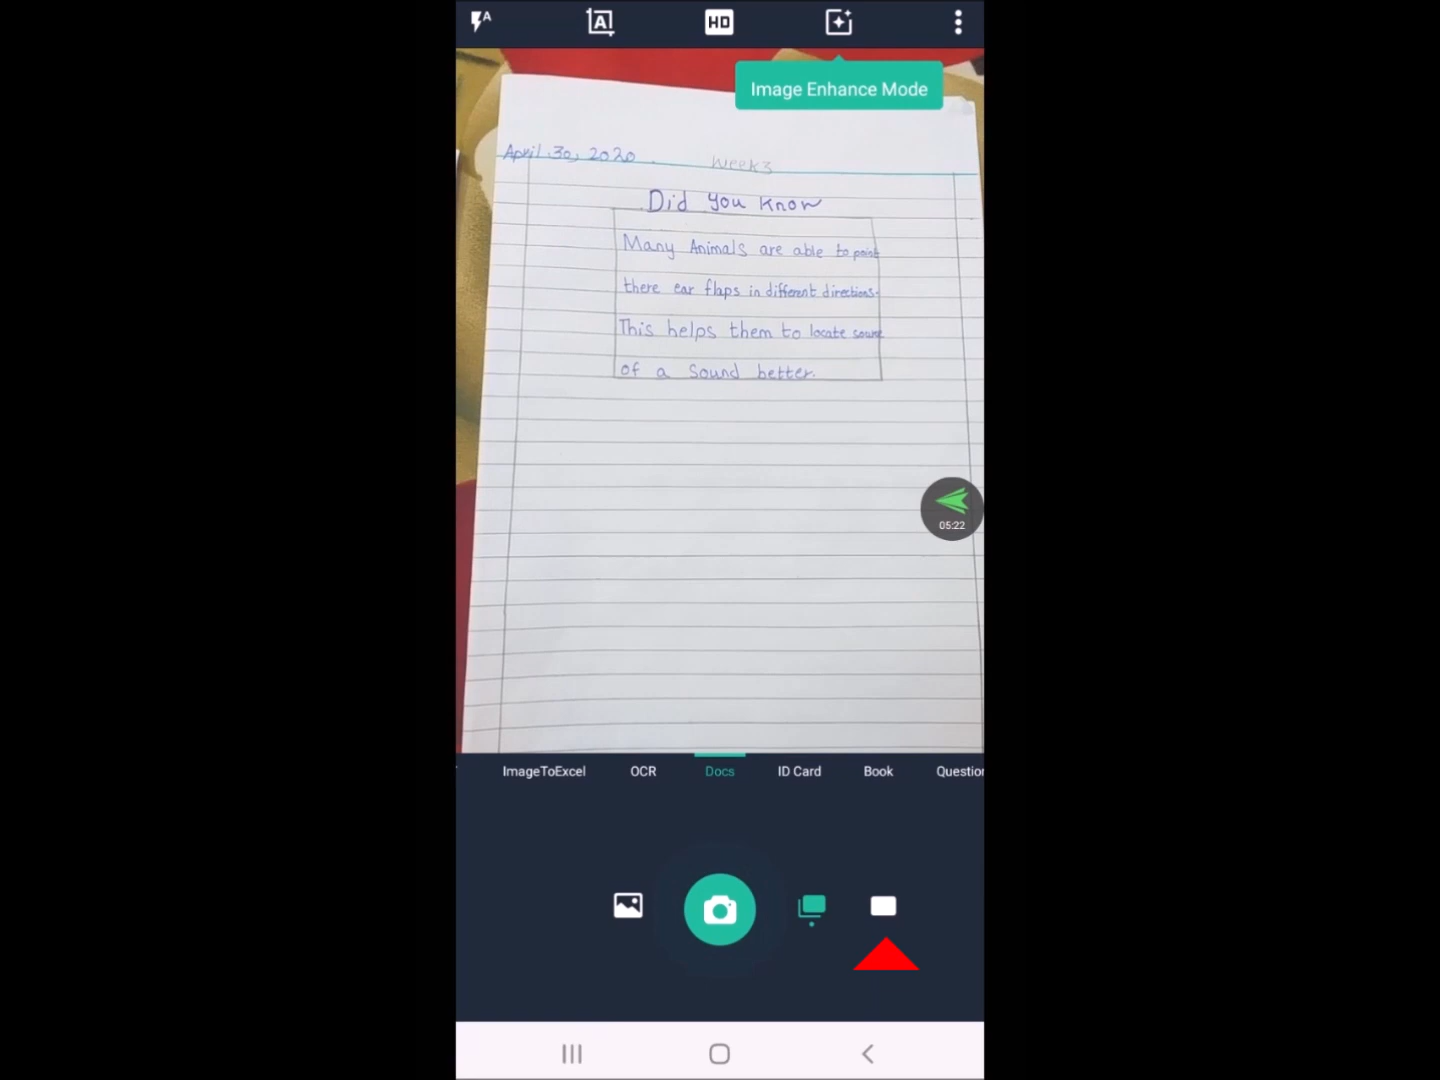 A
A
HD
Image Enhance Mode
April 30, 2020
Week 3
Did you know
Many Animals are able to point
there ear flaps in different directions.
This helps them to locate
of a Sound better.
05:22
ImageToExcel
OCR
Docs
ID Card
Book
Question